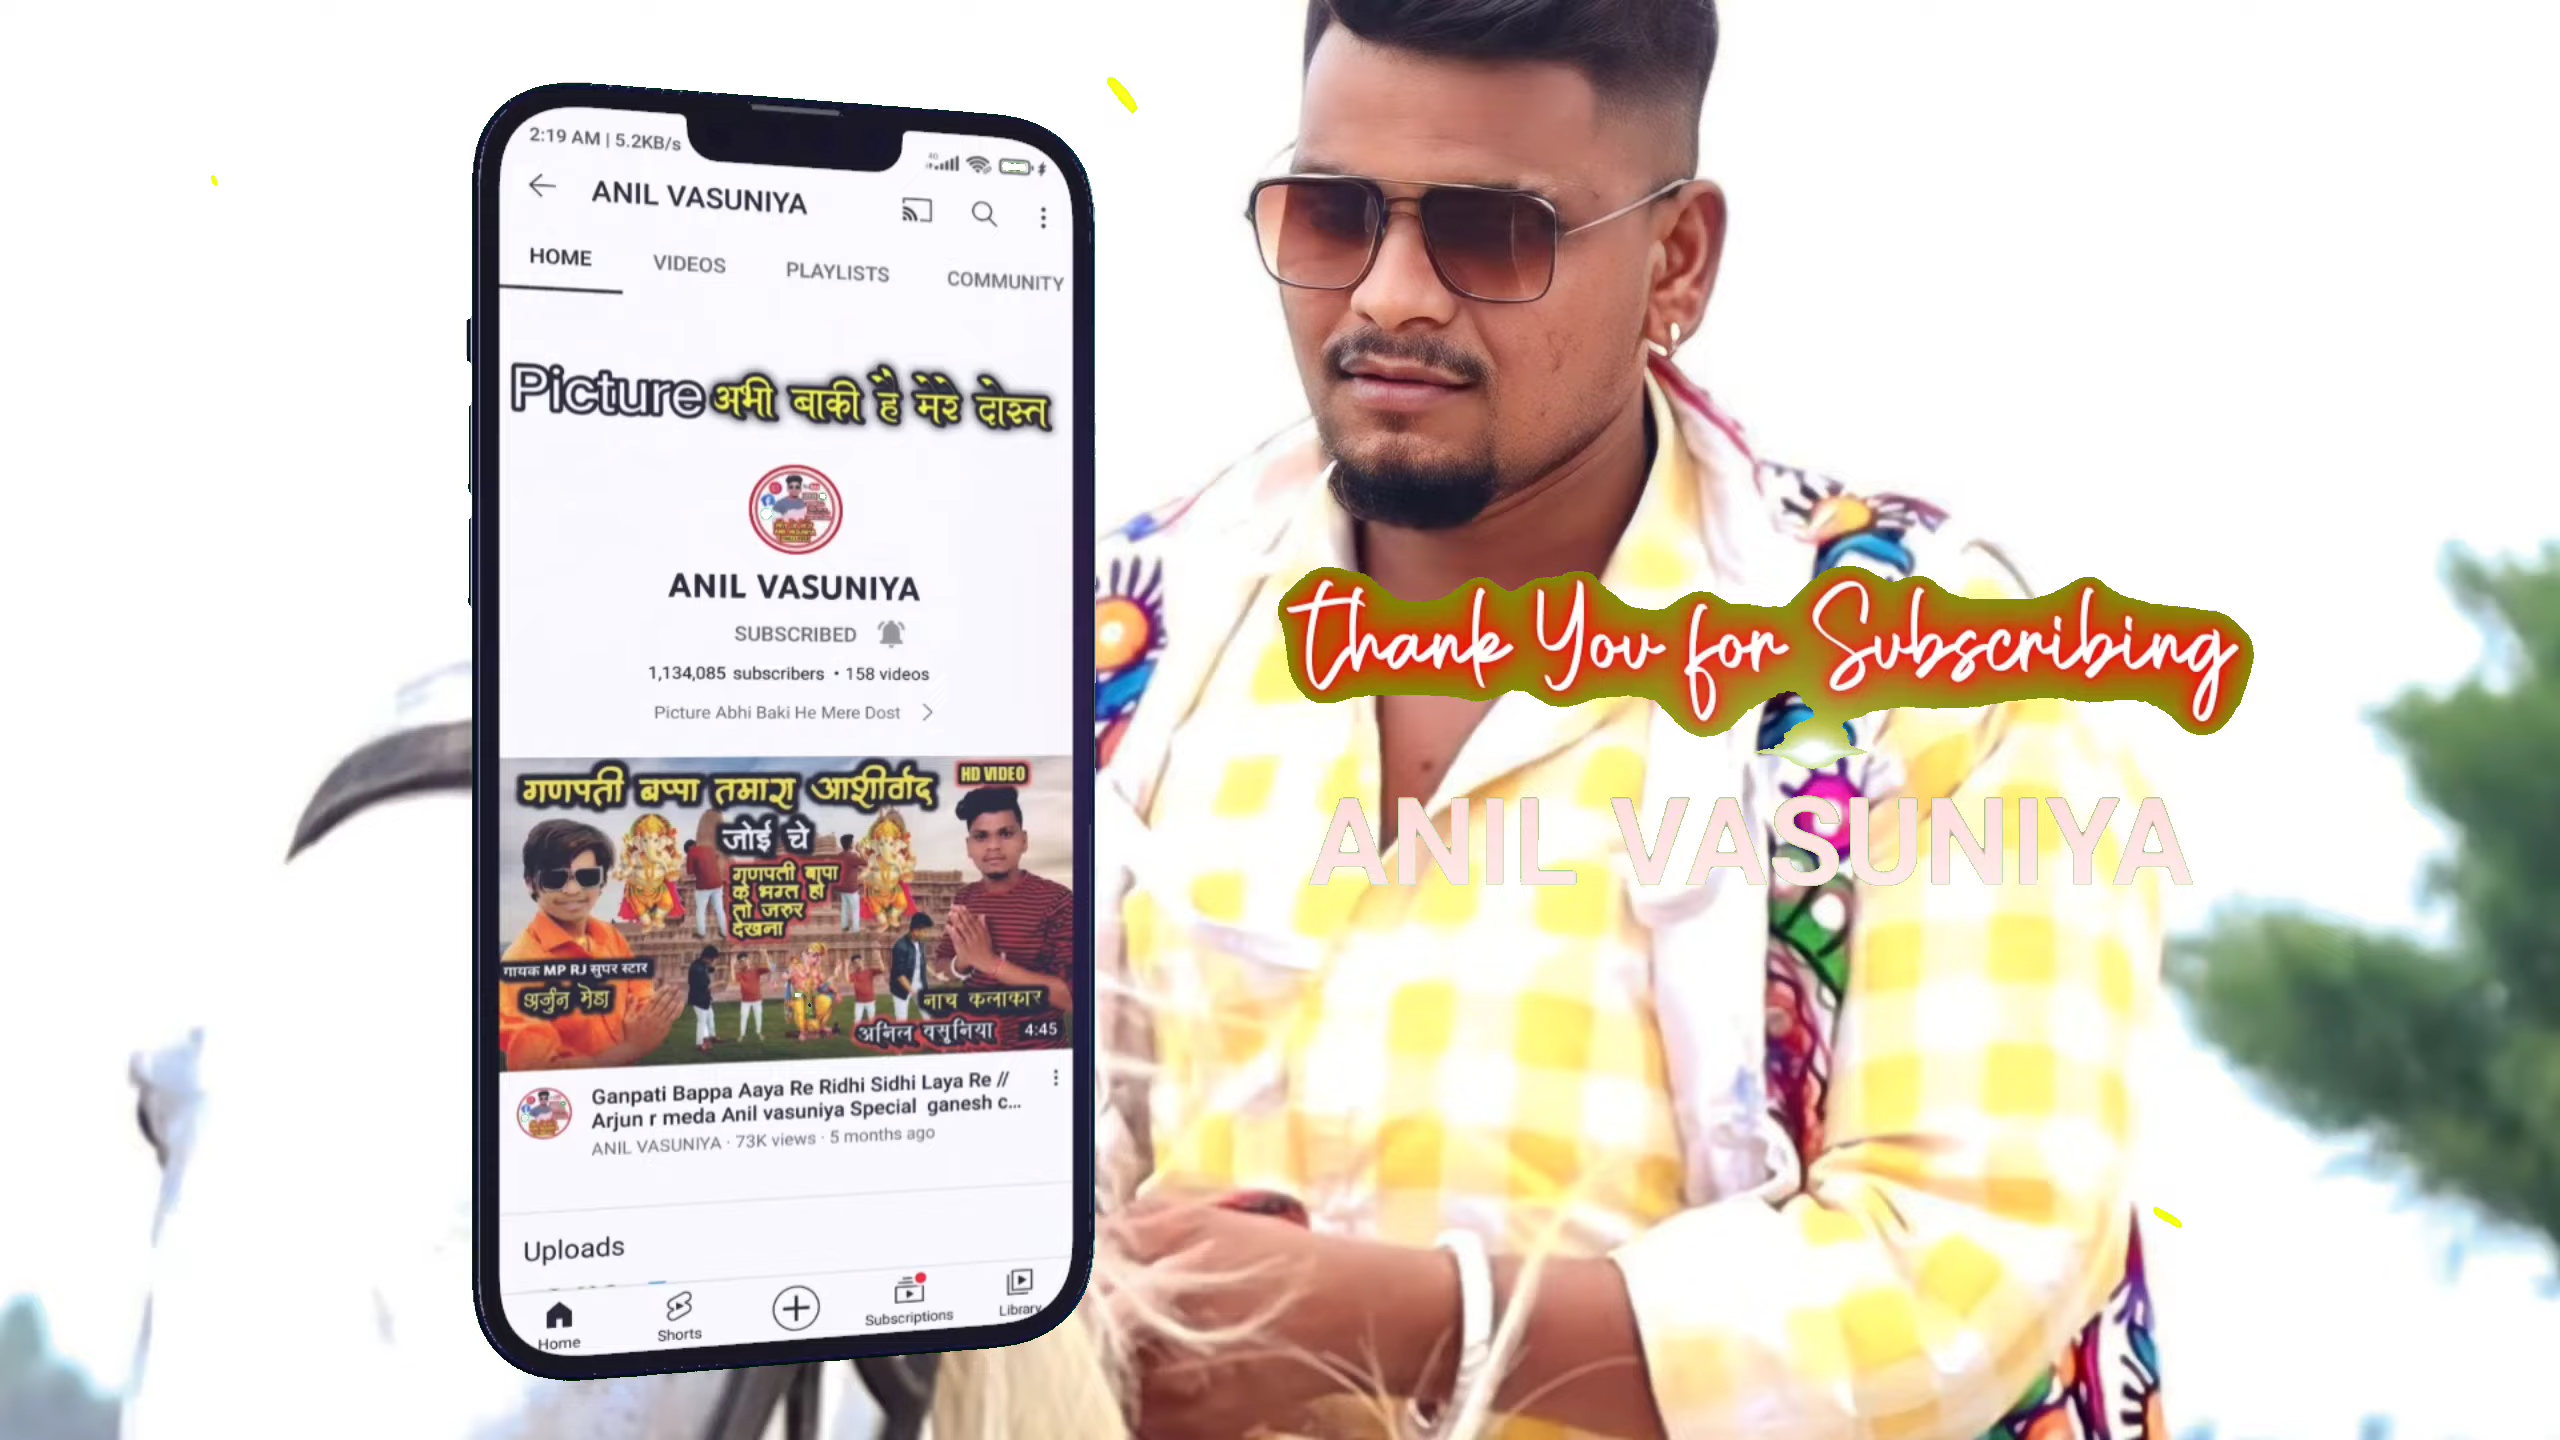 2:19 AM | 5.2KB/s
4G
ANIL VASUNIYA
HOME VIDEOS PLAYLISTS COMMUNITY
Picture अभी बाकी है मेरे दोस्त
ANIL VASUNIYA
SUBSCRIBED
1,134,085 subscribers • 158 videos
Picture Abhi Baki He Mere Dost
गणपती बप्पा तमारा आशीर्वाद
HD VIDEO
जोई चे
गणपती बापा
के भग्त हो
तो जरुर
देखना
गायक MP RJ सुपर स्टार
अर्जुन मेडा
नाच कलाकार
अनिल वसुनिया
4:45
Ganpati Bappa Aaya Re Ridhi Sidhi Laya Re //
Arjun r meda Anil vasuniya Special ganesh c...
ANIL VASUNIYA · 73K views · 5 months ago
Uploads
Home Shorts Subscriptions Library
Thank You for Subscribing
ANIL VASUNIYA